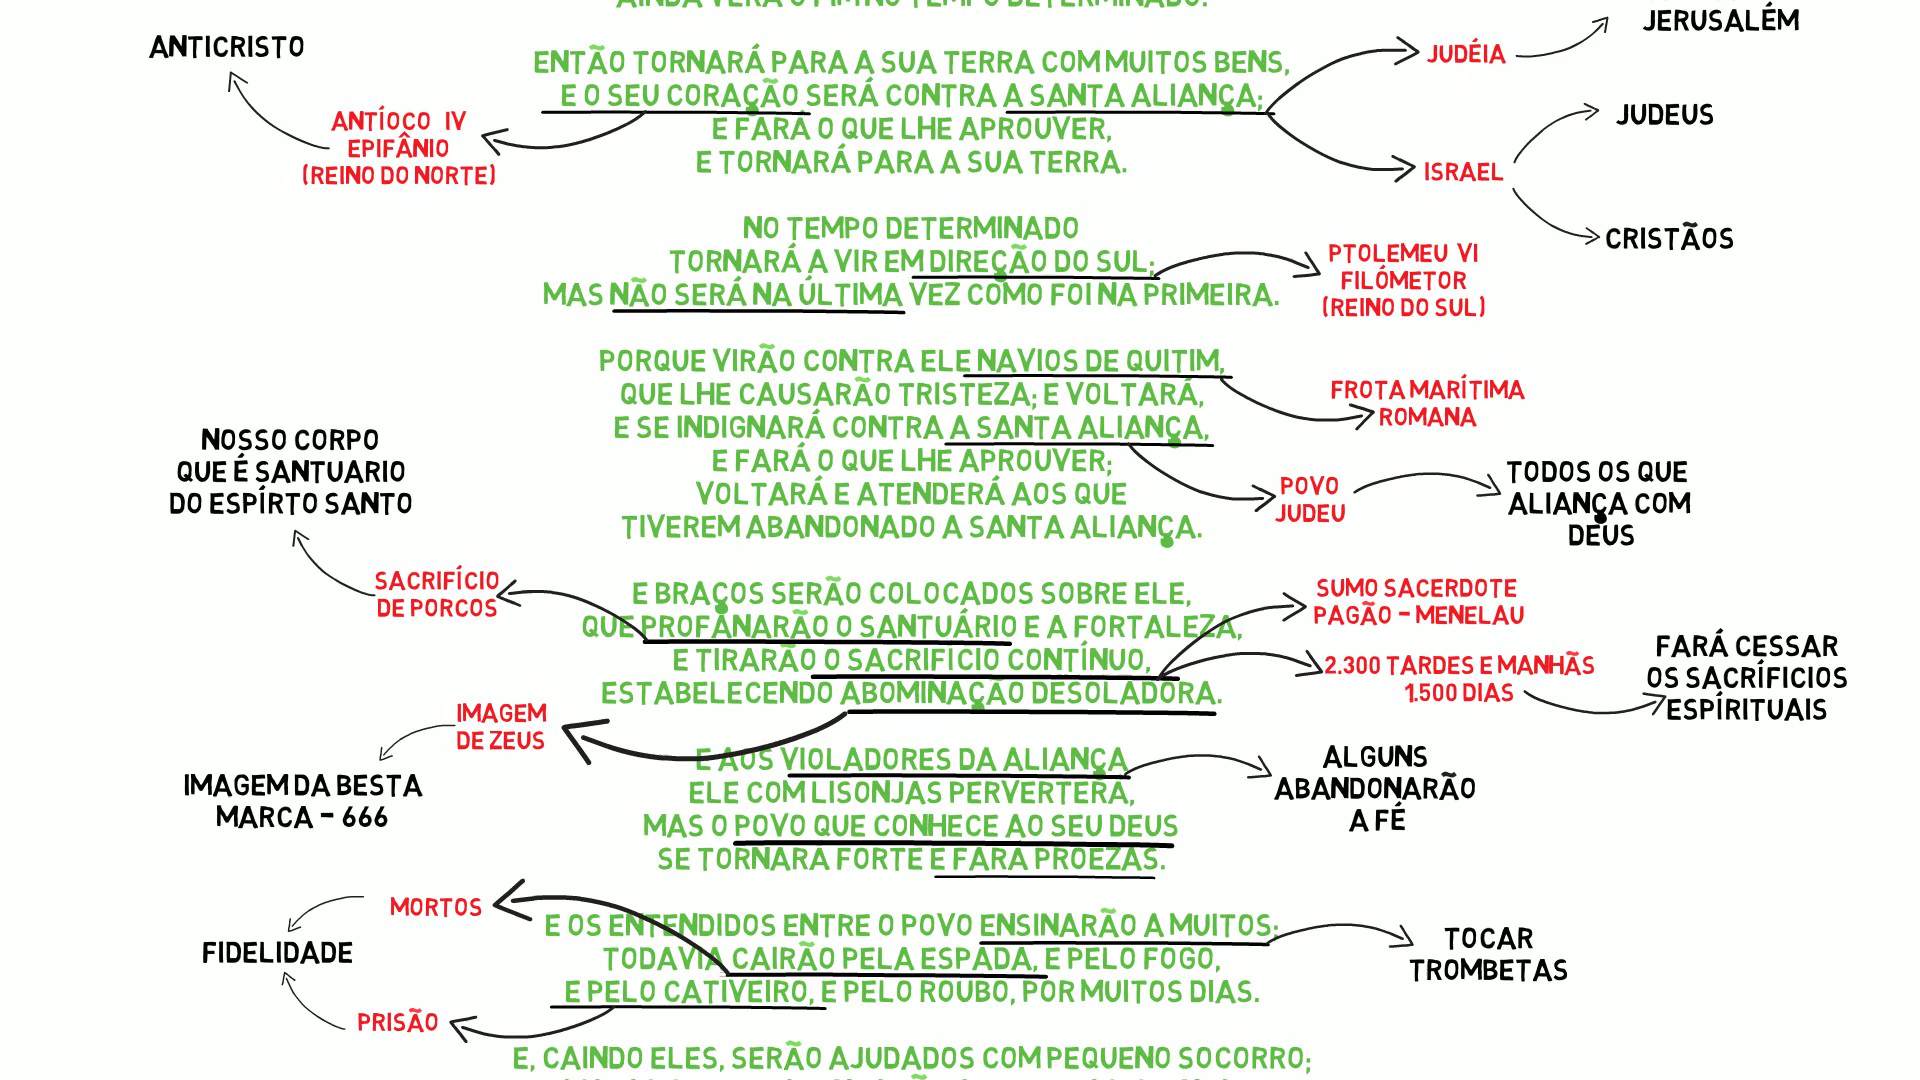 AINDA VERÁ O FIM NO TEMPO DETERMINADO.
JERUSALÉM
ANTICRISTO
ENTÃO TORNARÁ PARA A SUA TERRA COM MUITOS BENS,
JUDÉIA
E O SEU CORAÇÃO SERÁ CONTRA A SANTA ALIANÇA;
JUDEUS
ANTÍOCO IV
EPIFÂNIO
(REINO DO NORTE)
E FARÁ O QUE LHE APROUVER,
E TORNARÁ PARA A SUA TERRA.
ISRAEL
CRISTÃOS
NO TEMPO DETERMINADO
TORNARÁ A VIR EM DIREÇÃO DO SUL;
MAS NÃO SERÁ NA ÚLTIMA VEZ COMO FOI NA PRIMEIRA.
PTOLEMEU VI
FILÓMETOR
(REINO DO SUL)
PORQUE VIRÃO CONTRA ELE NAVIOS DE QUITIM,
QUE LHE CAUSARÃO TRISTEZA; E VOLTARÁ,
E SE INDIGNARÁ CONTRA A SANTA ALIANÇA,
E FARÁ O QUE LHE APROUVER;
VOLTARÁ E ATENDERÁ AOS QUE
TIVEREM ABANDONADO A SANTA ALIANÇA.
FROTA MARÍTIMA
ROMANA
NOSSO CORPO
QUE É SANTUARIO
DO ESPÍRTO SANTO
POVO
JUDEU
TODOS OS QUE
ALIANÇA COM
DEUS
SACRIFÍCIO
DE PORCOS
E BRAÇOS SERÃO COLOCADOS SOBRE ELE,
QUE PROFANARÃO O SANTUÁRIO E A FORTALEZA,
E TIRARÃO O SACRIFICIO CONTÍNUO,
ESTABELECENDO ABOMINAÇÃO DESOLADORA.
SUMO SACERDOTE
PAGÃO - MENELAU
2.300 TARDES E MANHÃS
1.500 DIAS
FARÁ CESSAR
OS SACRÍFICIOS
ESPÍRITUAIS
IMAGEM
DE ZEUS
IMAGEM DA BESTA
MARCA - 666
E AOS VIOLADORES DA ALIANÇA
ELE COM LISONJAS PERVERTERÁ,
MAS O POVO QUE CONHECE AO SEU DEUS
SE TORNARÁ FORTE E FARÁ PROEZAS.
ALGUNS
ABANDONARÃO
A FÉ
MORTOS
FIDELIDADE
PRISÃO
E OS ENTENDIDOS ENTRE O POVO ENSINARÃO A MUITOS;
TODAVIA CAIRÃO PELA ESPADA, E PELO FOGO,
E PELO CATIVEIRO, E PELO ROUBO, POR MUITOS DIAS.
TOCAR
TROMBETAS
E, CAINDO ELES, SERÃO AJUDADOS COM PEQUENO SOCORRO;